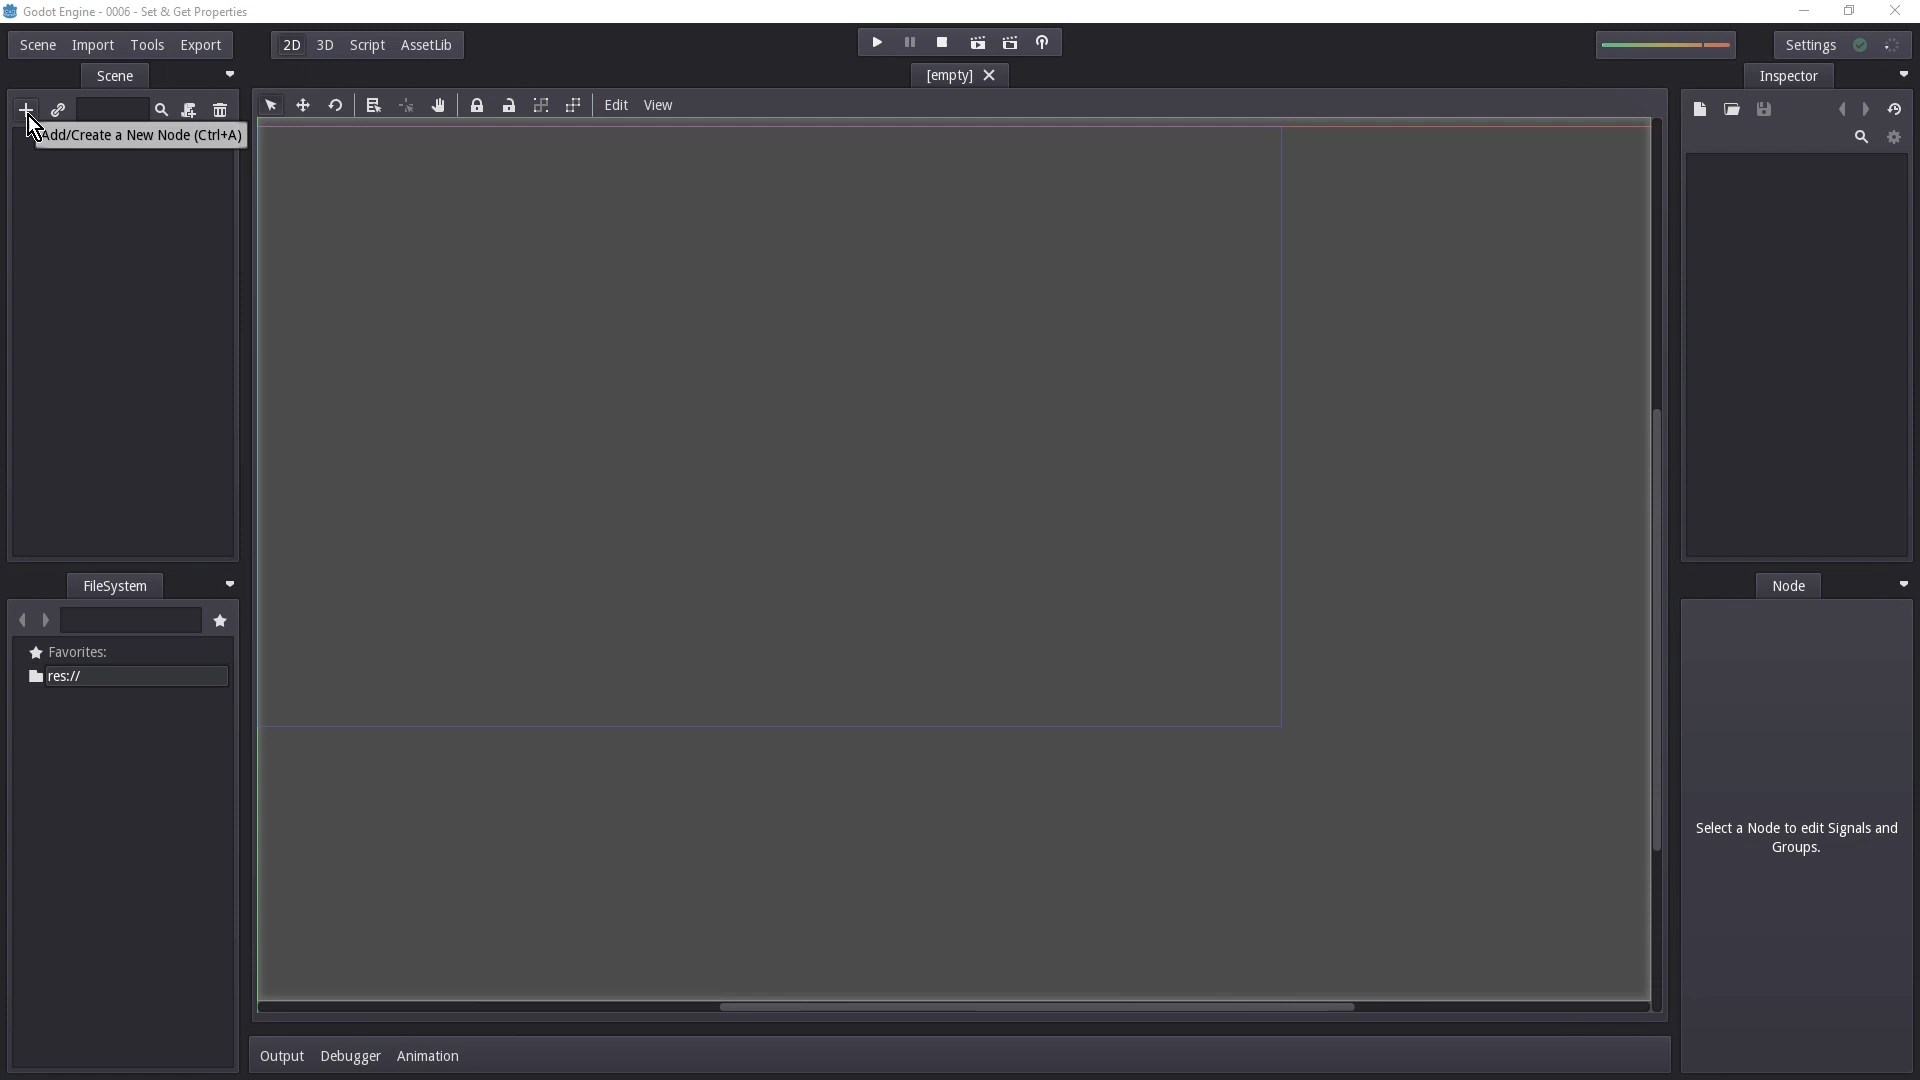 Godot Engine - 0006 - Set & Get Properties
Scene Import Tools Export
2D 3D Script AssetLib
Settings
Scene
[empty]
Inspector
Edit View
Add/Create a New Node (Ctrl+A)
FileSystem
Node
Favorites:
res://
Select a Node to edit Signals and
Groups.
Output Debugger Animation